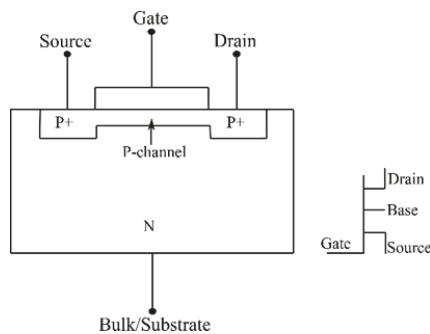 Gate
Source
Drain
P+
P+
P-channel
N
Drain
Base
Gate
Source
Bulk/Substrate